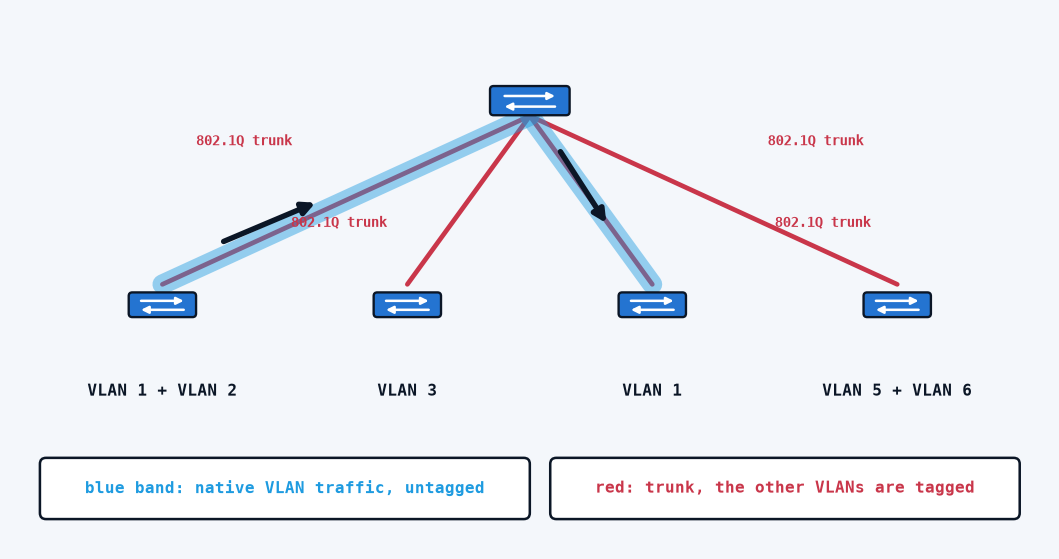 802.1Q trunk
802.1Q trunk
802.1Q trunk
802.1Q trunk
VLAN 1 + VLAN 2
VLAN 3
VLAN 1
VLAN 5 + VLAN 6
blue band: native VLAN traffic, untagged
red: trunk, the other VLANs are tagged